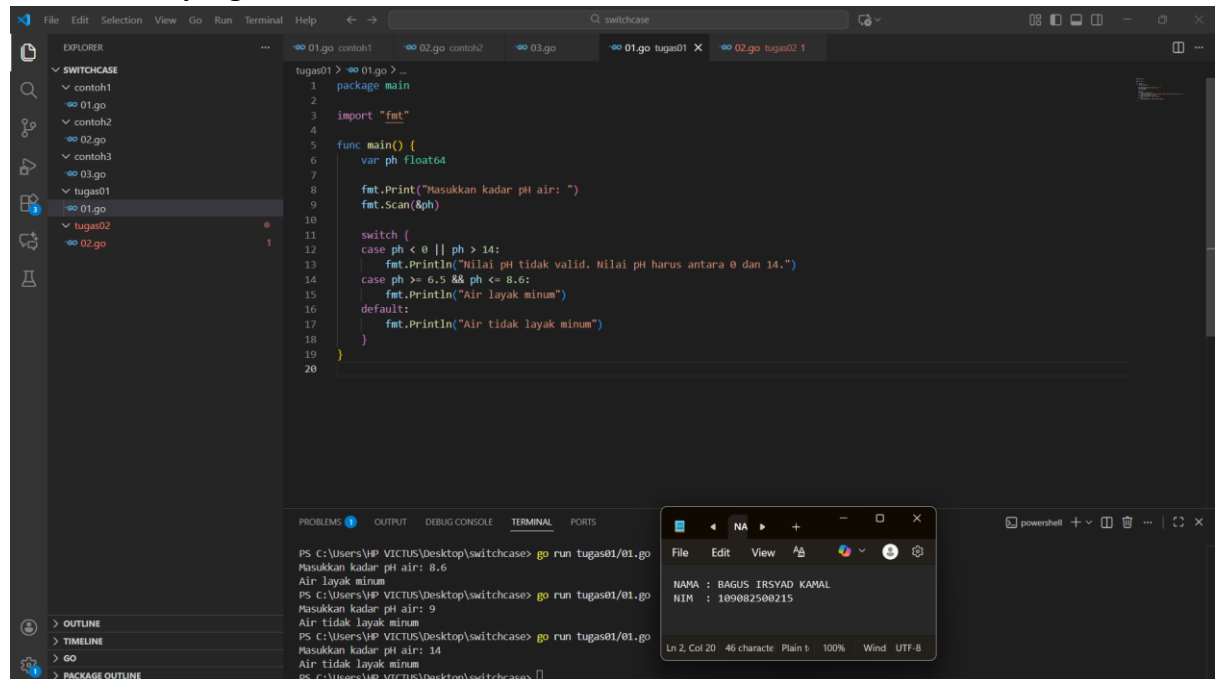 File Edit Selection View Go Run Terminal Help
switchcase
EXPLORER
SWITCHCASE
contoh1
01.go
contoh2
02.go
contoh3
03.go
tugas01
01.go
tugas02
02.go 1
OUTLINE
TIMELINE
GO
PACKAGE OUTLINE
3
1
01.go contoh1 02.go contoh2 03.go 01.go tugas01 02.go tugas02 1
tugas01 > 01.go > ...
1 package main
2
3 import "fmt"
4
5 func main() {
6 var ph float64
7
8 fmt.Print("Masukkan kadar pH air: ")
9 fmt.Scan(&ph)
10
11 switch {
12 case ph < 0 || ph > 14:
13 fmt.Println("Nilai pH tidak valid. Nilai pH harus antara 0 dan 14.")
14 case ph >= 6.5 && ph <= 8.6:
15 fmt.Println("Air layak minum")
16 default:
17 fmt.Println("Air tidak layak minum")
18 }
19 }
20
PROBLEMS 1 OUTPUT DEBUG CONSOLE TERMINAL PORTS
powershell
PS C:\Users\HP VICTUS\Desktop\switchcase> go run tugas01/01.go
Masukkan kadar pH air: 8.6
Air layak minum
PS C:\Users\HP VICTUS\Desktop\switchcase> go run tugas01/01.go
Masukkan kadar pH air: 9
Air tidak layak minum
PS C:\Users\HP VICTUS\Desktop\switchcase> go run tugas01/01.go
Masukkan kadar pH air: 14
Air tidak layak minum
PS C:\Users\HP VICTUS\Desktop\switchcase>
NA
File Edit View
NAMA : BAGUS IRSYAD KAMAL
NIM : 109082500215
Ln 2, Col 20 46 characte Plain t 100% Wind UTF-8